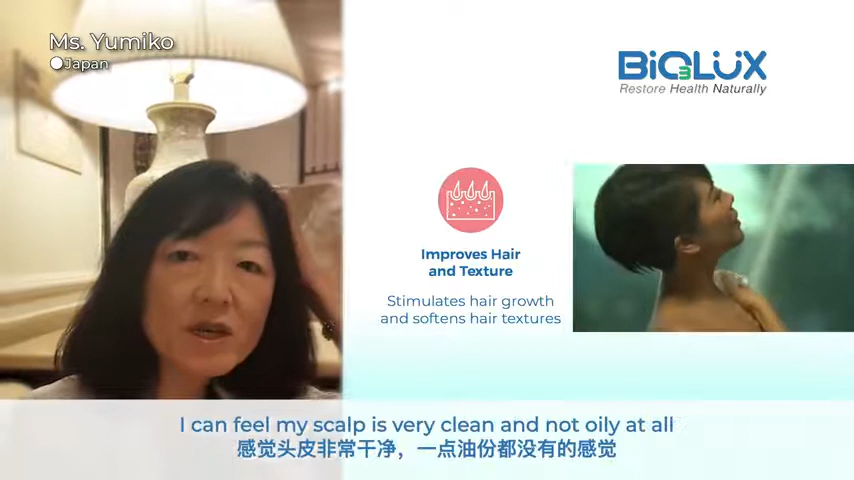 Ms. Yumiko
Japan
BiO3LUX
Restore Health Naturally
Improves Hair
and Texture
Stimulates hair growth
and softens hair textures
I can feel my scalp is very clean and not oily at all
感觉头皮非常干净，一点油份都没有的感觉